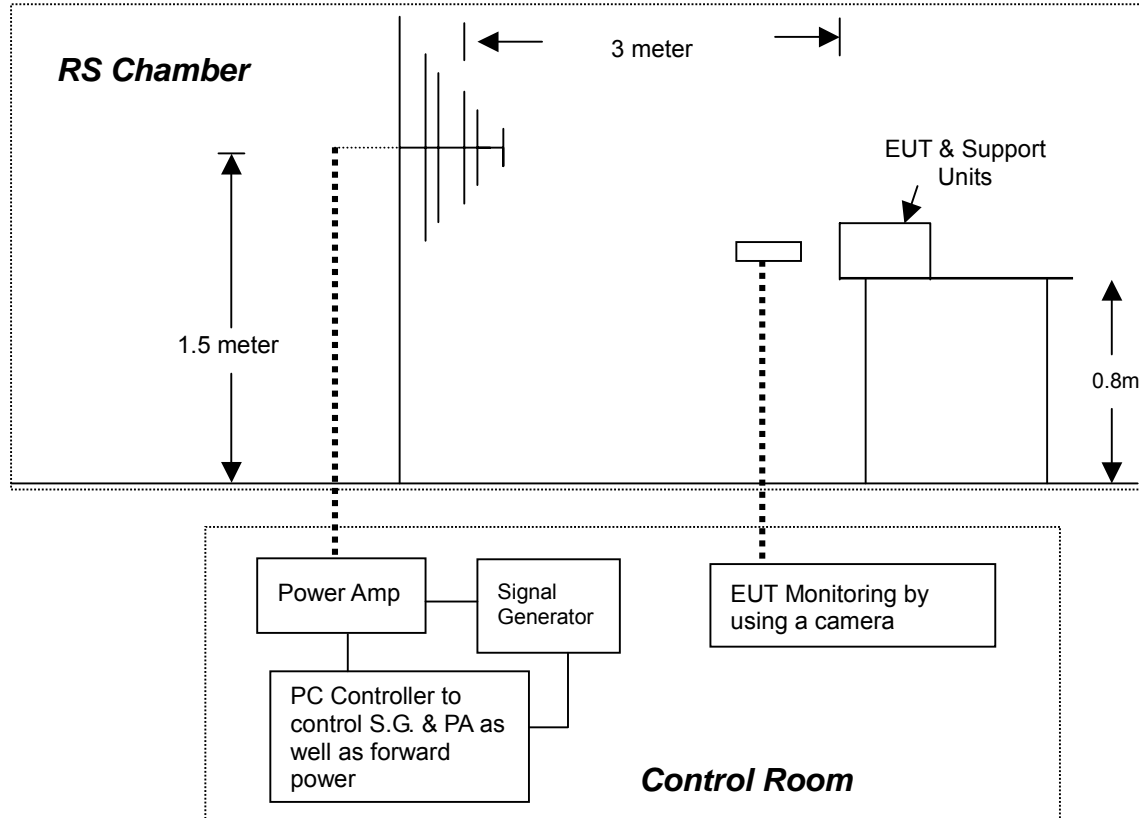 RS Chamber
3 meter
EUT & Support
Units
1.5 meter
0.8m
Power Amp
Signal
Generator
EUT Monitoring by
using a camera
PC Controller to
control S.G. & PA as
well as forward
power
Control Room